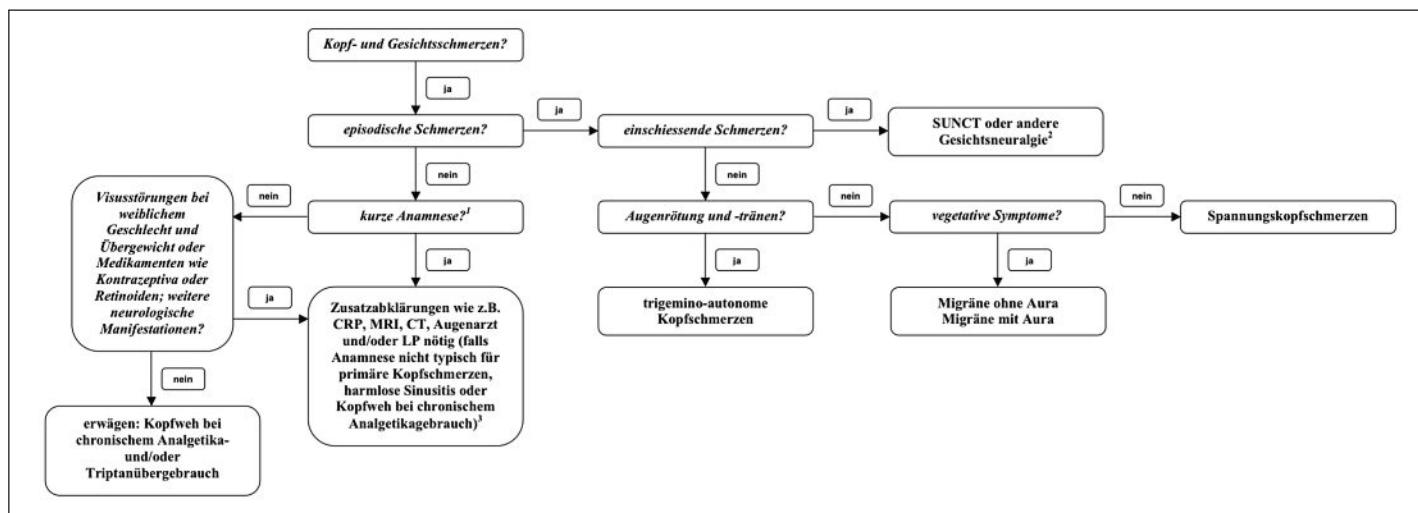 Kopf- und Gesichtsschmerzen?
ja
episodische Schmerzen?
ja
einschiessende Schmerzen?
ja
SUNCT oder andere
Gesichtsneuralgie²
nein
nein
Visusstörungen bei
weiblichem
Geschlecht und
Übergewicht oder
Medikamenten wie
Kontrazeptiva oder
Retinoiden; weitere
neurologische
Manifestationen?
nein
kurze Anamnese?¹
Augenrötung und -tränen?
nein
vegetative Symptome?
nein
Spannungskopfschmerzen
ja
ja
ja
ja
Zusatzabklärungen wie z.B.
CRP, MRI, CT, Augenarzt
und/oder LP nötig (falls
Anamnese nicht typisch für
primäre Kopfschmerzen,
harmlose Sinusitis oder
Kopfweh bei chronischem
Analgetikagebrauch)³
trigemino-autonome
Kopfschmerzen
Migräne ohne Aura
Migräne mit Aura
nein
erwägen: Kopfweh bei
chronischem Analgetika-
und/oder
Triptanübergebrauch